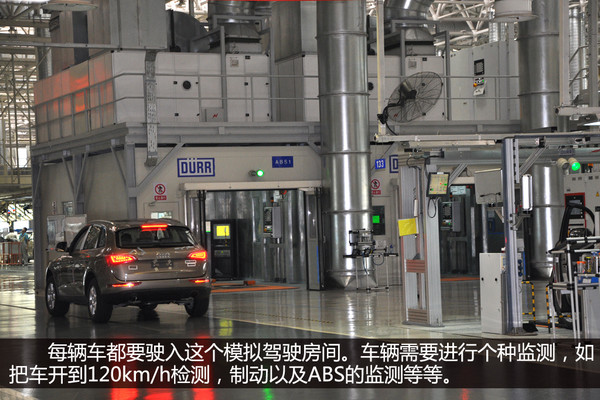 DÜRR
ABS1
133
每辆车都要驶入这个模拟驾驶房间。车辆需要进行个种监测，如
把车开到120km/h检测，制动以及ABS的监测等等。